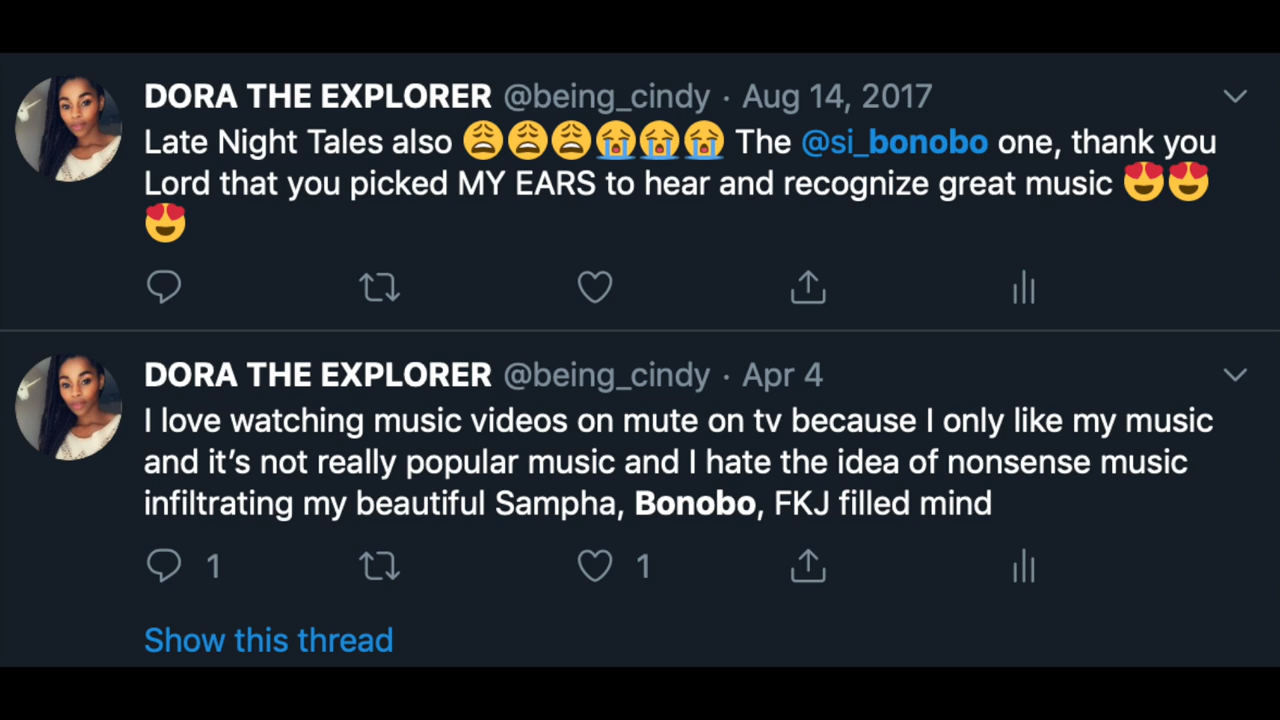 DORA THE EXPLORER @being_cindy · Aug 14, 2017
Late Night Tales also 😩😩😩😭😭😭 The @si_bonobo one, thank you
Lord that you picked MY EARS to hear and recognize great music 😍😍
😍
DORA THE EXPLORER @being_cindy · Apr 4
I love watching music videos on mute on tv because I only like my music
and it’s not really popular music and I hate the idea of nonsense music
infiltrating my beautiful Sampha, Bonobo, FKJ filled mind
1 1
Show this thread